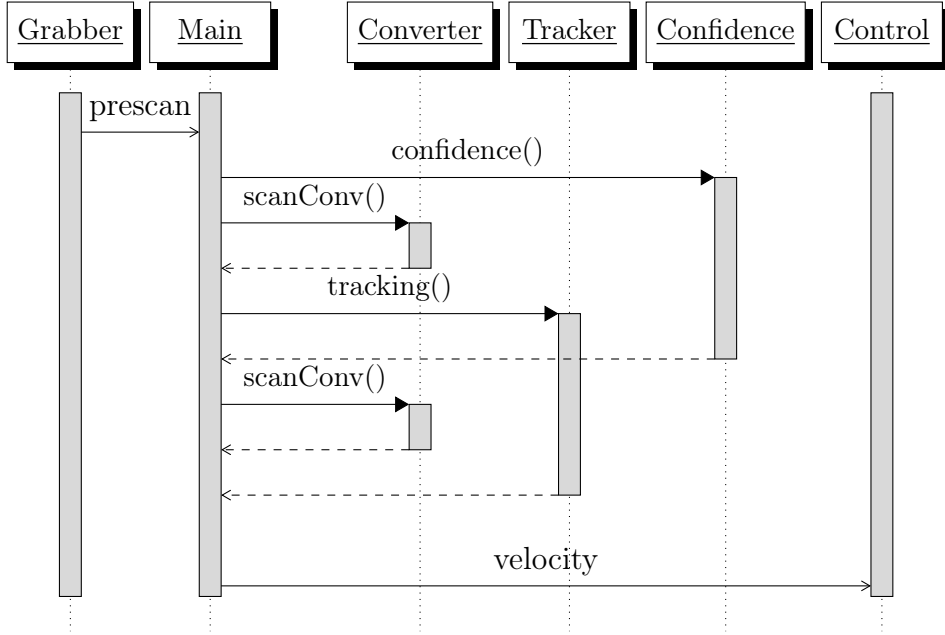 Grabber Main Converter Tracker Confidence Control
prescan
confidence()
scanConv()
tracking()
scanConv()
velocity